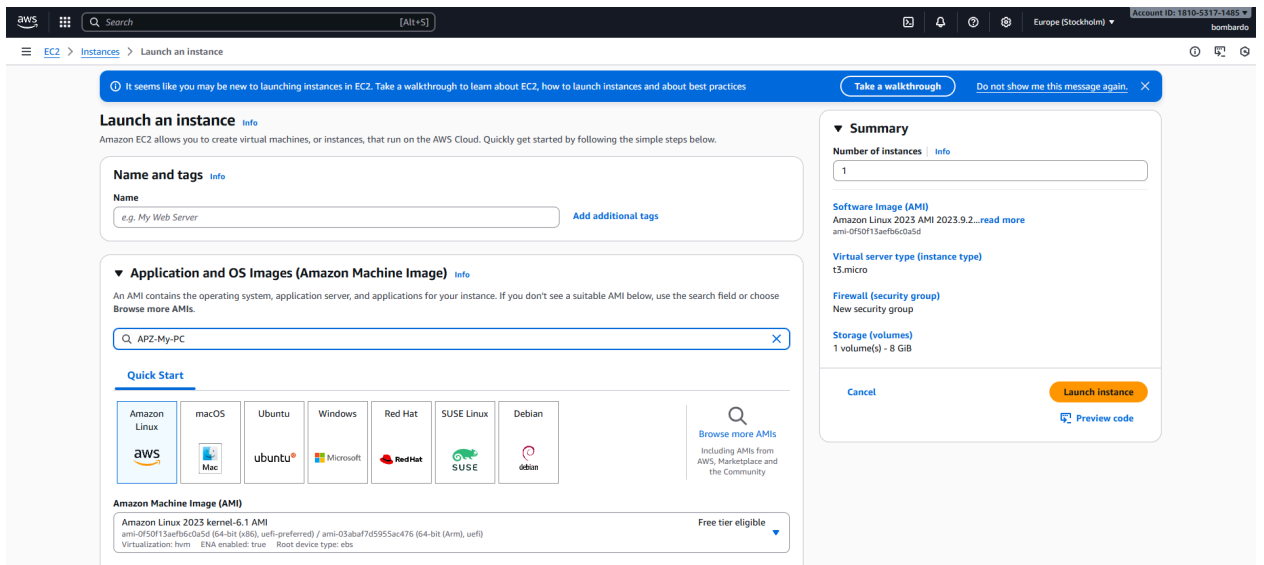 aws
Search
[Alt+S]
Europe (Stockholm) ▼
Account ID: 1810-5317-1485 ▼
bombardo
EC2 > Instances > Launch an instance
It seems like you may be new to launching instances in EC2. Take a walkthrough to learn about EC2, how to launch instances and about best practices
Take a walkthrough
Do not show me this message again.
Launch an instance Info
Amazon EC2 allows you to create virtual machines, or instances, that run on the AWS Cloud. Quickly get started by following the simple steps below.
Name and tags Info
Name
e.g. My Web Server
Add additional tags
▼ Application and OS Images (Amazon Machine Image) Info
An AMI contains the operating system, application server, and applications for your instance. If you don't see a suitable AMI below, use the search field or choose
Browse more AMIs.
APZ-My-PC
Quick Start
Amazon
Linux
aws
macOS
Mac
Ubuntu
ubuntu®
Windows
Microsoft
Red Hat
RedHat
SUSE Linux
SUSE
Debian
debian
Browse more AMIs
Including AMIs from
AWS, Marketplace and
the Community
Amazon Machine Image (AMI)
Amazon Linux 2023 kernel-6.1 AMI
Free tier eligible
ami-0f50f13aefb6c0a5d (64-bit (x86), uefi-preferred) / ami-03abaf7d5955ac476 (64-bit (Arm), uefi)
Virtualization: hvm ENA enabled: true Root device type: ebs
▼ Summary
Number of instances Info
1
Software Image (AMI)
Amazon Linux 2023 AMI 2023.9.2...read more
ami-0f50f13aefb6c0a5d
Virtual server type (instance type)
t3.micro
Firewall (security group)
New security group
Storage (volumes)
1 volume(s) - 8 GiB
Cancel
Launch instance
Preview code